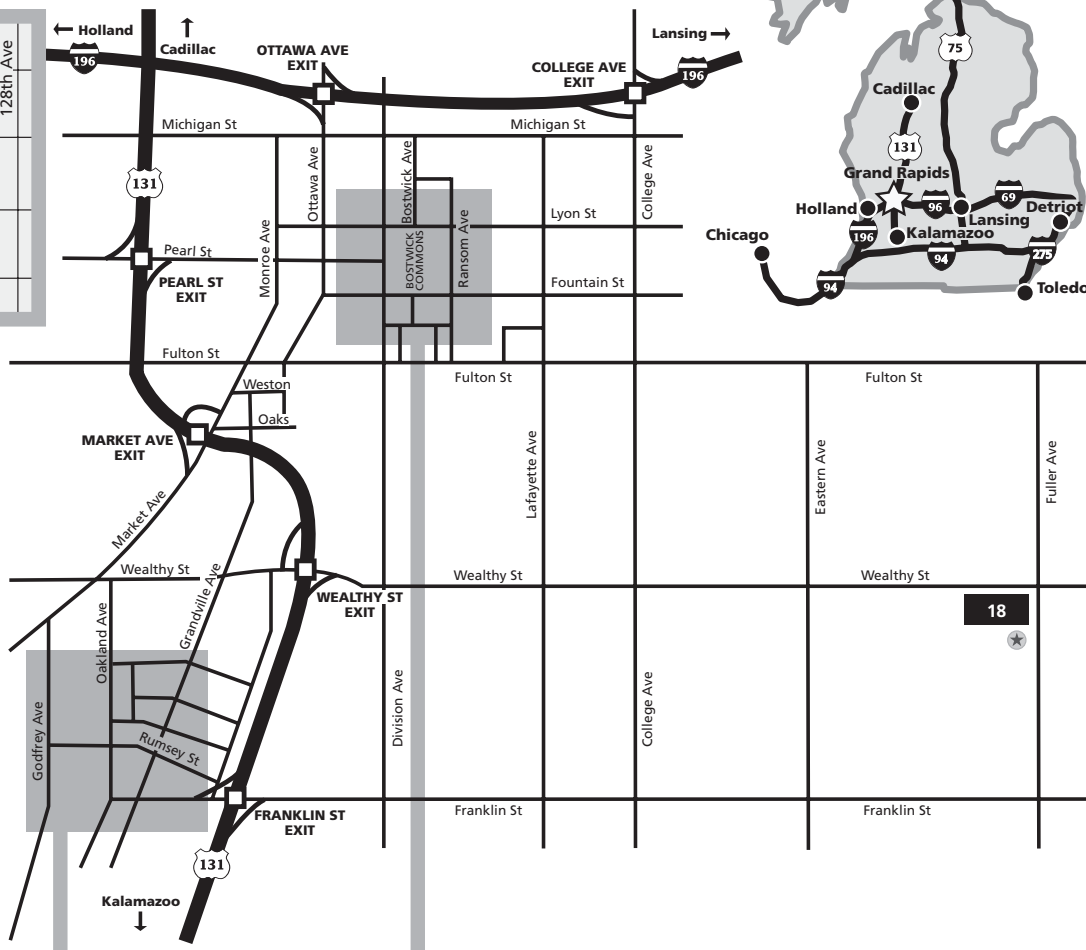 128th Ave
Holland
196
Cadillac
OTTAWA AVE
EXIT
COLLEGE AVE
EXIT
Lansing
196
Michigan St
Michigan St
131
Monroe Ave
Ottawa Ave
Bostwick Ave
BOSTWICK
COMMONS
Ransom Ave
Lyon St
College Ave
Pearl St
PEARL ST
EXIT
Fountain St
Fulton St
Fulton St
Fulton St
Weston
Oaks
MARKET AVE
EXIT
Market Ave
Lafayette Ave
Eastern Ave
Fuller Ave
Wealthy St
Wealthy St
Wealthy St
WEALTHY ST
EXIT
Grandville Ave
Oakland Ave
Godfrey Ave
Rumsey St
Division Ave
College Ave
18
FRANKLIN ST
EXIT
Franklin St
Franklin St
131
Kalamazoo
75
Cadillac
131
Grand Rapids
Holland
96
69
Detriot
Lansing
196
Kalamazoo
Chicago
94
275
94
Toledo